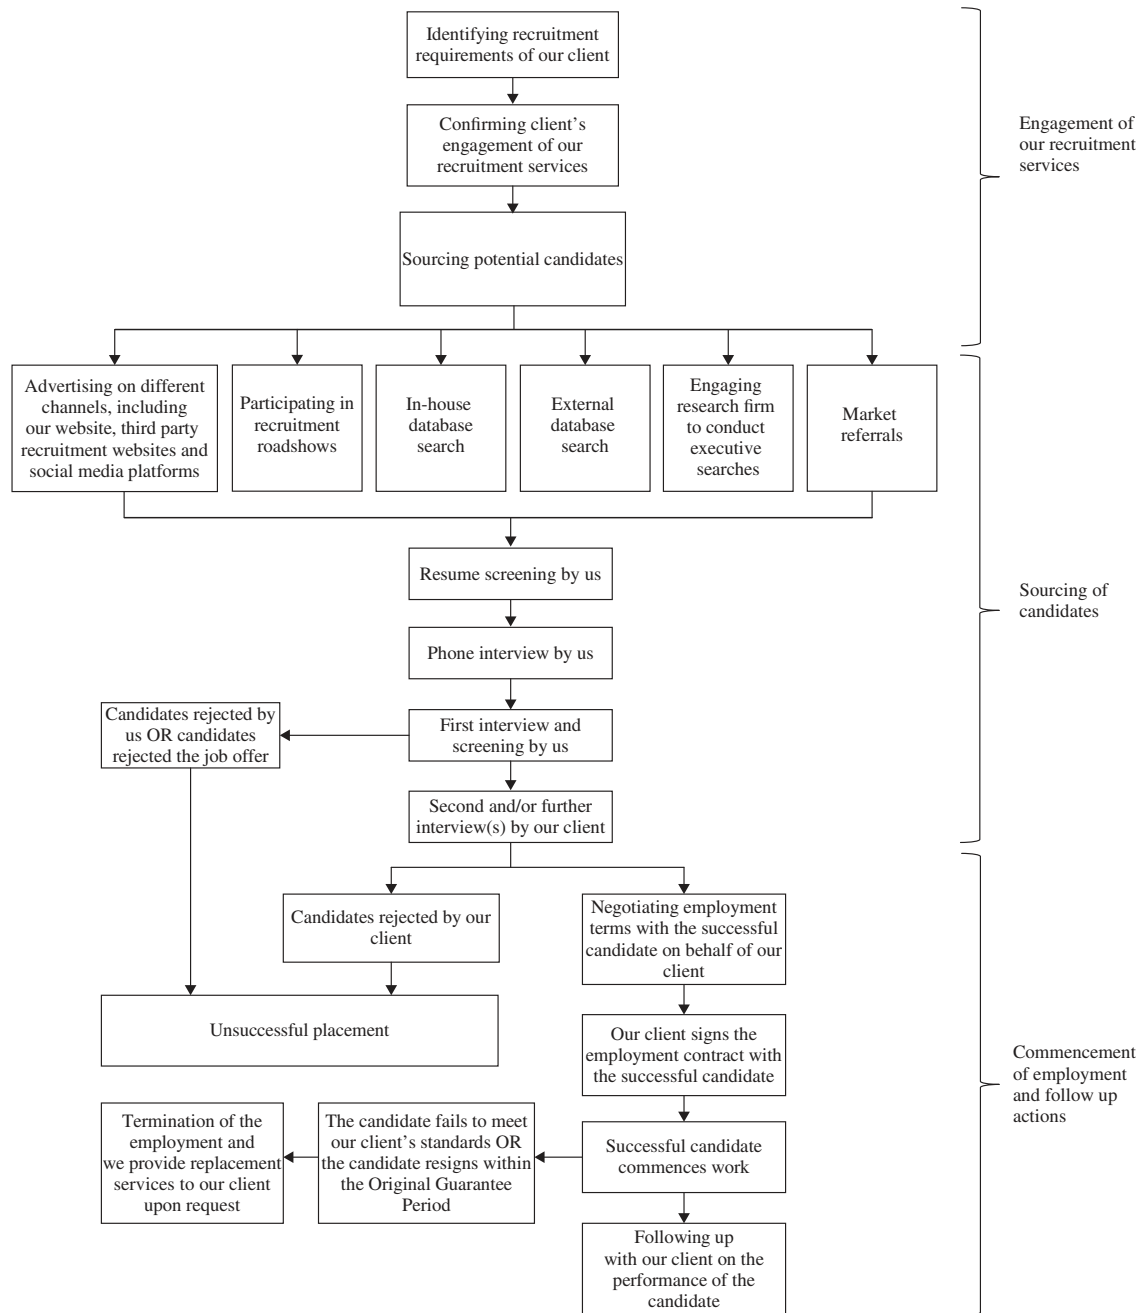 Identifying recruitment
requirements of our client
Confirming client's
engagement of our
recruitment services
Engagement of
our recruitment
services
Sourcing potential candidates
Advertising on different
channels, including
our website, third party
recruitment websites and
social media platforms
Participating in
recruitment
roadshows
In-house
database
search
External
database
search
Engaging
research firm
to conduct
executive
searches
Market
referrals
Resume screening by us
Sourcing of
candidates
Phone interview by us
Candidates rejected by
us OR candidates
rejected the job offer
First interview and
screening by us
Second and/or further
interview(s) by our client
Candidates rejected by our
client
Negotiating employment
terms with the successful
candidate on behalf of our
client
Unsuccessful placement
Our client signs the
employment contract with
the successful candidate
Commencement
of employment
and follow up
actions
Termination of the
employment and
we provide replacement
services to our client
upon request
The candidate fails to meet
our client's standards OR
the candidate resigns within
the Original Guarantee
Period
Successful candidate
commences work
Following up
with our client on the
performance of the
candidate